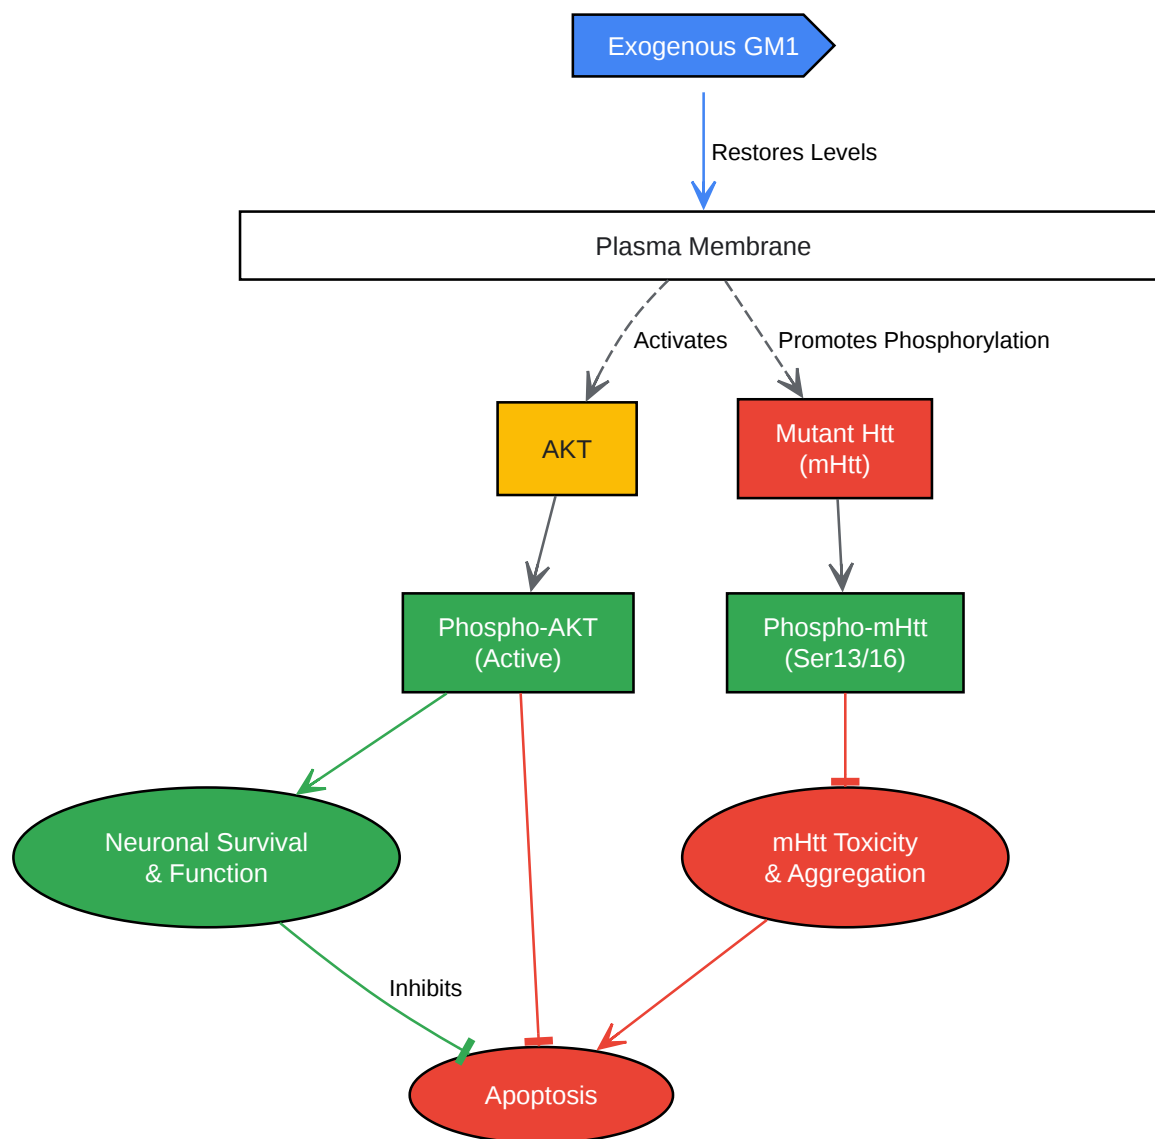 Exogenous GM1
Restores Levels
Plasma Membrane
Activates
Promotes Phosphorylation
AKT
Mutant Htt
(mHtt)
Phospho-AKT
(Active)
Phospho-mHtt
(Ser13/16)
Neuronal Survival
& Function
mHtt Toxicity
& Aggregation
Inhibits
Apoptosis